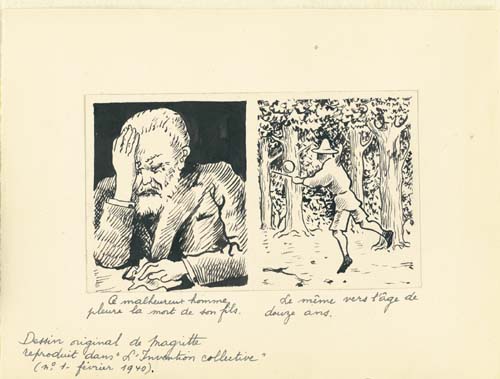 Ce malheureux homme
pleure la mort de son fils.
Le même vers l'âge de
douze ans.
Dessin original de Magritte
reproduit dans "L'Invention collective"
(no. 1 - février 1940).